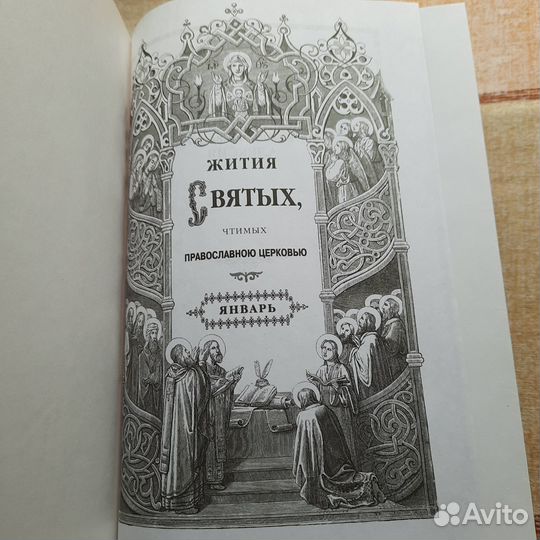 ЖИТИЯ
СВЯТЫХ,
ЧТИМЫХ
ПРАВОСЛАВНОЮ ЦЕРКОВЬЮ
ЯНВАРЬ
Avito